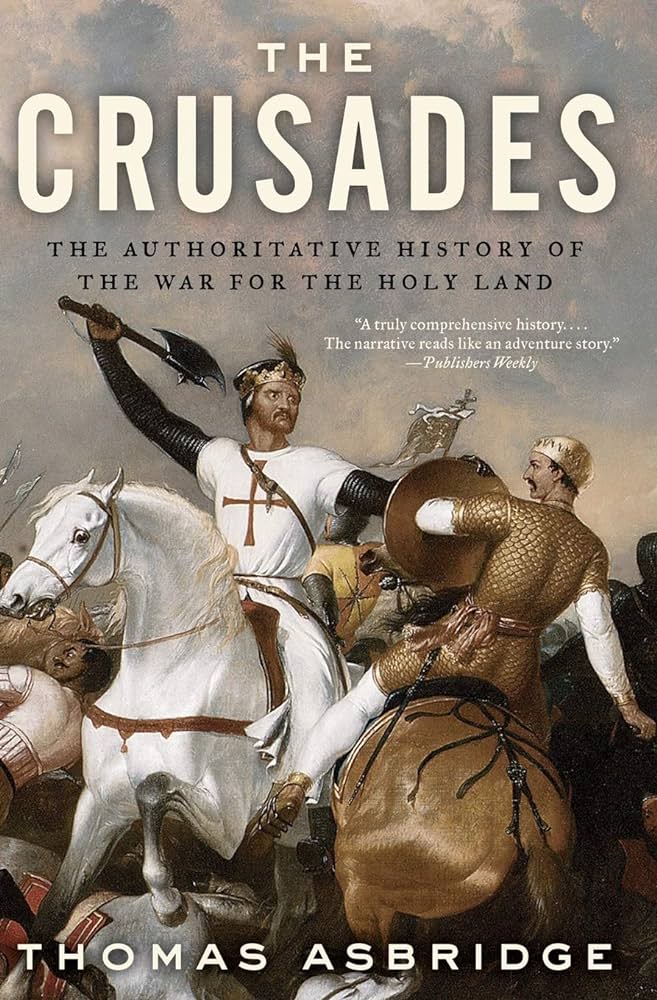 THE
CRUSADES
THE AUTHORITATIVE HISTORY OF
THE WAR FOR THE HOLY LAND
“A truly comprehensive history. . . .
The narrative reads like an adventure story.”
—Publishers Weekly
THOMAS ASBRIDGE